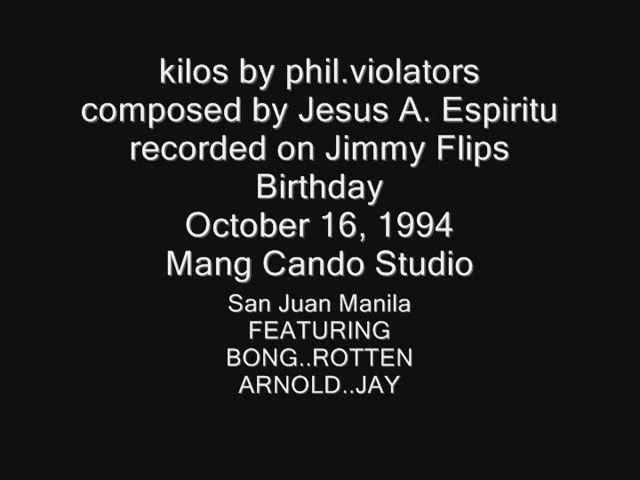 kilos by phil.violators
composed by Jesus A. Espiritu
recorded on Jimmy Flips
Birthday
October 16, 1994
Mang Cando Studio
San Juan Manila
FEATURING
BONG..ROTTEN
ARNOLD..JAY